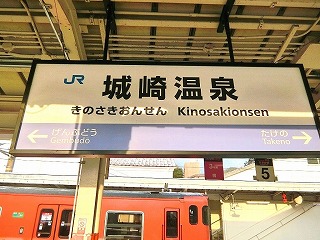 JR 城崎温泉
きのさきおんせん Kinosakionsen
げんぶどう たけの
Gembudō Takeno
5